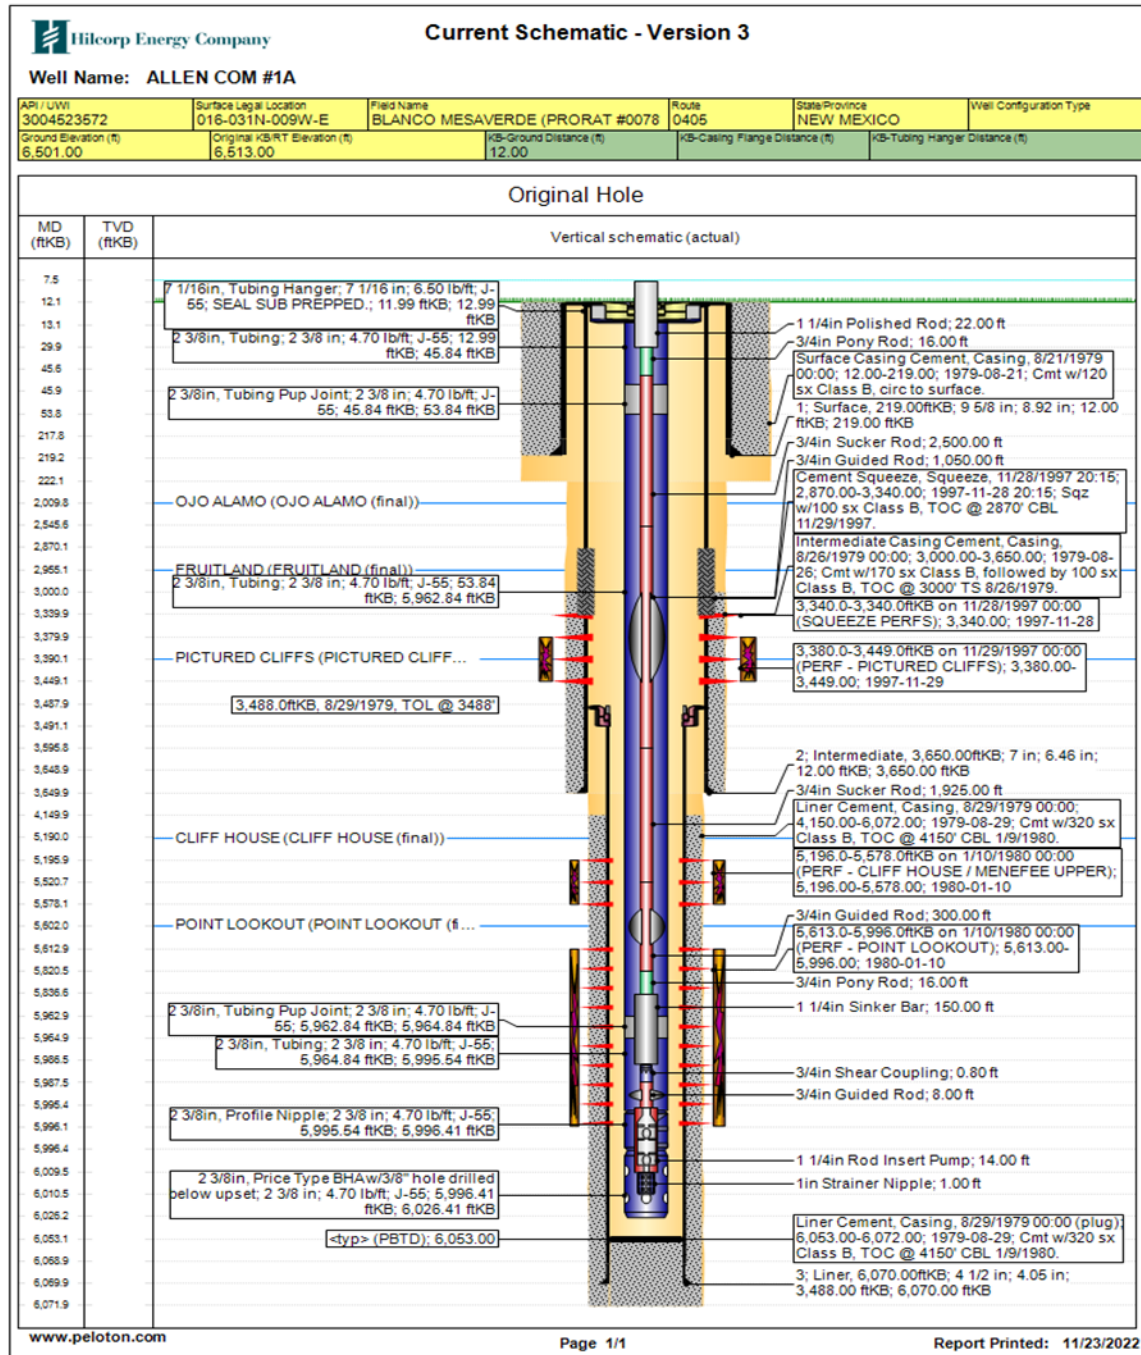 Hilcorp Energy Company
Current Schematic - Version 3
Well Name: ALLEN COM #1A
API / UWI
3004523572
Surface Legal Location
016-031N-009W-E
Field Name
BLANCO MESAVERDE (PRORAT #0078
Route
0405
State/Province
NEW MEXICO
Well Configuration Type
Ground Elevation (ft)
6,501.00
Original KB/RT Elevation (ft)
6,513.00
KB-Ground Distance (ft)
12.00
KB-Casing Flange Distance (ft)
KB-Tubing Hanger Distance (ft)
Original Hole
MD
(ftKB)
TVD
(ftKB)
Vertical schematic (actual)
7.5
12.1
13.1
29.9
45.6
45.9
53.8
217.8
219.2
222.1
2,009.8
2,545.6
2,870.1
2,955.1
3,000.0
3,339.9
3,379.9
3,390.1
3,449.1
3,487.9
3,491.1
3,595.8
3,648.9
3,649.9
4,149.9
5,190.0
5,195.9
5,520.7
5,578.1
5,602.0
5,612.9
5,820.5
5,836.6
5,962.9
5,964.9
5,986.5
5,987.5
5,995.4
5,996.1
5,996.4
6,009.5
6,010.5
6,026.2
6,053.1
6,068.9
6,069.9
6,071.9
7 1/16in, Tubing Hanger; 7 1/16 in; 6.50 lb/ft; J-
55; SEAL SUB PREPPED.; 11.99 ftKB; 12.99
ftKB
2 3/8in, Tubing; 2 3/8 in; 4.70 lb/ft; J-55; 12.99
ftKB; 45.84 ftKB
2 3/8in, Tubing Pup Joint; 2 3/8 in; 4.70 lb/ft; J-
55; 45.84 ftKB; 53.84 ftKB
OJO ALAMO (OJO ALAMO (final))
FRUITLAND (FRUITLAND (final))
2 3/8in, Tubing; 2 3/8 in; 4.70 lb/ft; J-55; 53.84
ftKB; 5,962.84 ftKB
PICTURED CLIFFS (PICTURED CLIFF...
3,488.0ftKB, 8/29/1979, TOL @ 3488'
CLIFF HOUSE (CLIFF HOUSE (final))
POINT LOOKOUT (POINT LOOKOUT (fi...
2 3/8in, Tubing Pup Joint; 2 3/8 in; 4.70 lb/ft; J-
55; 5,962.84 ftKB; 5,964.84 ftKB
2 3/8in, Tubing; 2 3/8 in; 4.70 lb/ft; J-55;
5,964.84 ftKB; 5,995.54 ftKB
2 3/8in, Profile Nipple; 2 3/8 in; 4.70 lb/ft; J-55;
5,995.54 ftKB; 5,996.41 ftKB
2 3/8in, Price Type BHA w/3/8" hole drilled
below upset; 2 3/8 in; 4.70 lb/ft; J-55; 5,996.41
ftKB; 6,026.41 ftKB
<typ> (PBTD); 6,053.00
1 1/4in Polished Rod; 22.00 ft
3/4in Pony Rod; 16.00 ft
Surface Casing Cement, Casing, 8/21/1979
00:00; 12.00-219.00; 1979-08-21; Cmt w/120
sx Class B, circ to surface.
1; Surface, 219.00ftKB; 9 5/8 in; 8.92 in; 12.00
ftKB; 219.00 ftKB
3/4in Sucker Rod; 2,500.00 ft
3/4in Guided Rod; 1,050.00 ft
Cement Squeeze, Squeeze, 11/28/1997 20:15;
2,870.00-3,340.00; 1997-11-28 20:15; Sqz
w/100 sx Class B, TOC @ 2870' CBL
11/29/1997.
Intermediate Casing Cement, Casing,
8/26/1979 00:00; 3,000.00-3,650.00; 1979-08-
26; Cmt w/170 sx Class B, followed by 100 sx
Class B, TOC @ 3000' TS 8/26/1979.
3,340.0-3,340.0ftKB on 11/28/1997 00:00
(SQUEEZE PERFS); 3,340.00; 1997-11-28
3,380.0-3,449.0ftKB on 11/29/1997 00:00
(PERF - PICTURED CLIFFS); 3,380.00-
3,449.00; 1997-11-29
2; Intermediate, 3,650.00ftKB; 7 in; 6.46 in;
12.00 ftKB; 3,650.00 ftKB
3/4in Sucker Rod; 1,925.00 ft
Liner Cement, Casing, 8/29/1979 00:00;
4,150.00-6,072.00; 1979-08-29; Cmt w/320 sx
Class B, TOC @ 4150' CBL 1/9/1980.
5,196.0-5,578.0ftKB on 1/10/1980 00:00
(PERF - CLIFF HOUSE / MENEFEE UPPER);
5,196.00-5,578.00; 1980-01-10
3/4in Guided Rod; 300.00 ft
5,613.0-5,996.0ftKB on 1/10/1980 00:00
(PERF - POINT LOOKOUT); 5,613.00-
5,996.00; 1980-01-10
3/4in Pony Rod; 16.00 ft
1 1/4in Sinker Bar; 150.00 ft
3/4in Shear Coupling; 0.80 ft
3/4in Guided Rod; 8.00 ft
1 1/4in Rod Insert Pump; 14.00 ft
1in Strainer Nipple; 1.00 ft
Liner Cement, Casing, 8/29/1979 00:00 (plug);
6,053.00-6,072.00; 1979-08-29; Cmt w/320 sx
Class B, TOC @ 4150' CBL 1/9/1980.
3; Liner, 6,070.00ftKB; 4 1/2 in; 4.05 in;
3,488.00 ftKB; 6,070.00 ftKB
www.peloton.com
Page 1/1
Report Printed: 11/23/2022